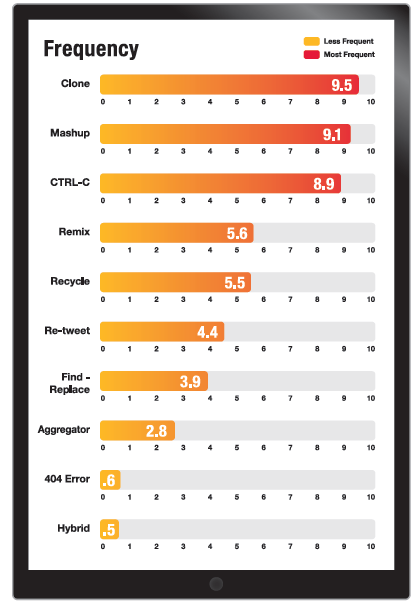 Frequency
Less Frequent
Most Frequent
Clone 9.5
0 1 2 3 4 5 6 7 8 9 10
Mashup 9.1
0 1 2 3 4 5 6 7 8 9 10
CTRL-C 8.9
0 1 2 3 4 5 6 7 8 9 10
Remix 5.6
0 1 2 3 4 5 6 7 8 9 10
Recycle 5.5
0 1 2 3 4 5 6 7 8 9 10
Re-tweet 4.4
0 1 2 3 4 5 6 7 8 9 10
Find -
Replace 3.9
0 1 2 3 4 5 6 7 8 9 10
Aggregator 2.8
0 1 2 3 4 5 6 7 8 9 10
404 Error .6
0 1 2 3 4 5 6 7 8 9 10
Hybrid .5
0 1 2 3 4 5 6 7 8 9 10